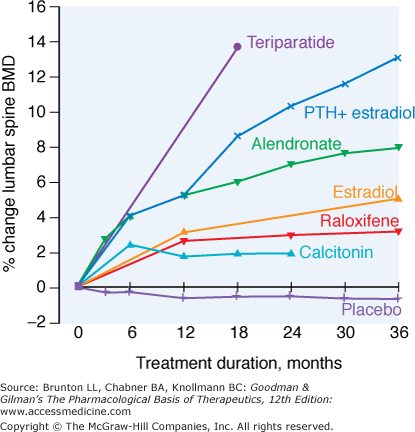 % change lumbar spine BMD
16
14
12
10
8
6
4
2
0
−2
Teriparatide
PTH+ estradiol
Alendronate
Estradiol
Raloxifene
Calcitonin
Placebo
0 6 12 18 24 30 36
Treatment duration, months
Source: Brunton LL, Chabner BA, Knollmann BC: Goodman &
Gilman’s The Pharmacological Basis of Therapeutics, 12th Edition:
www.accessmedicine.com
Copyright © The McGraw-Hill Companies, Inc. All rights reserved.